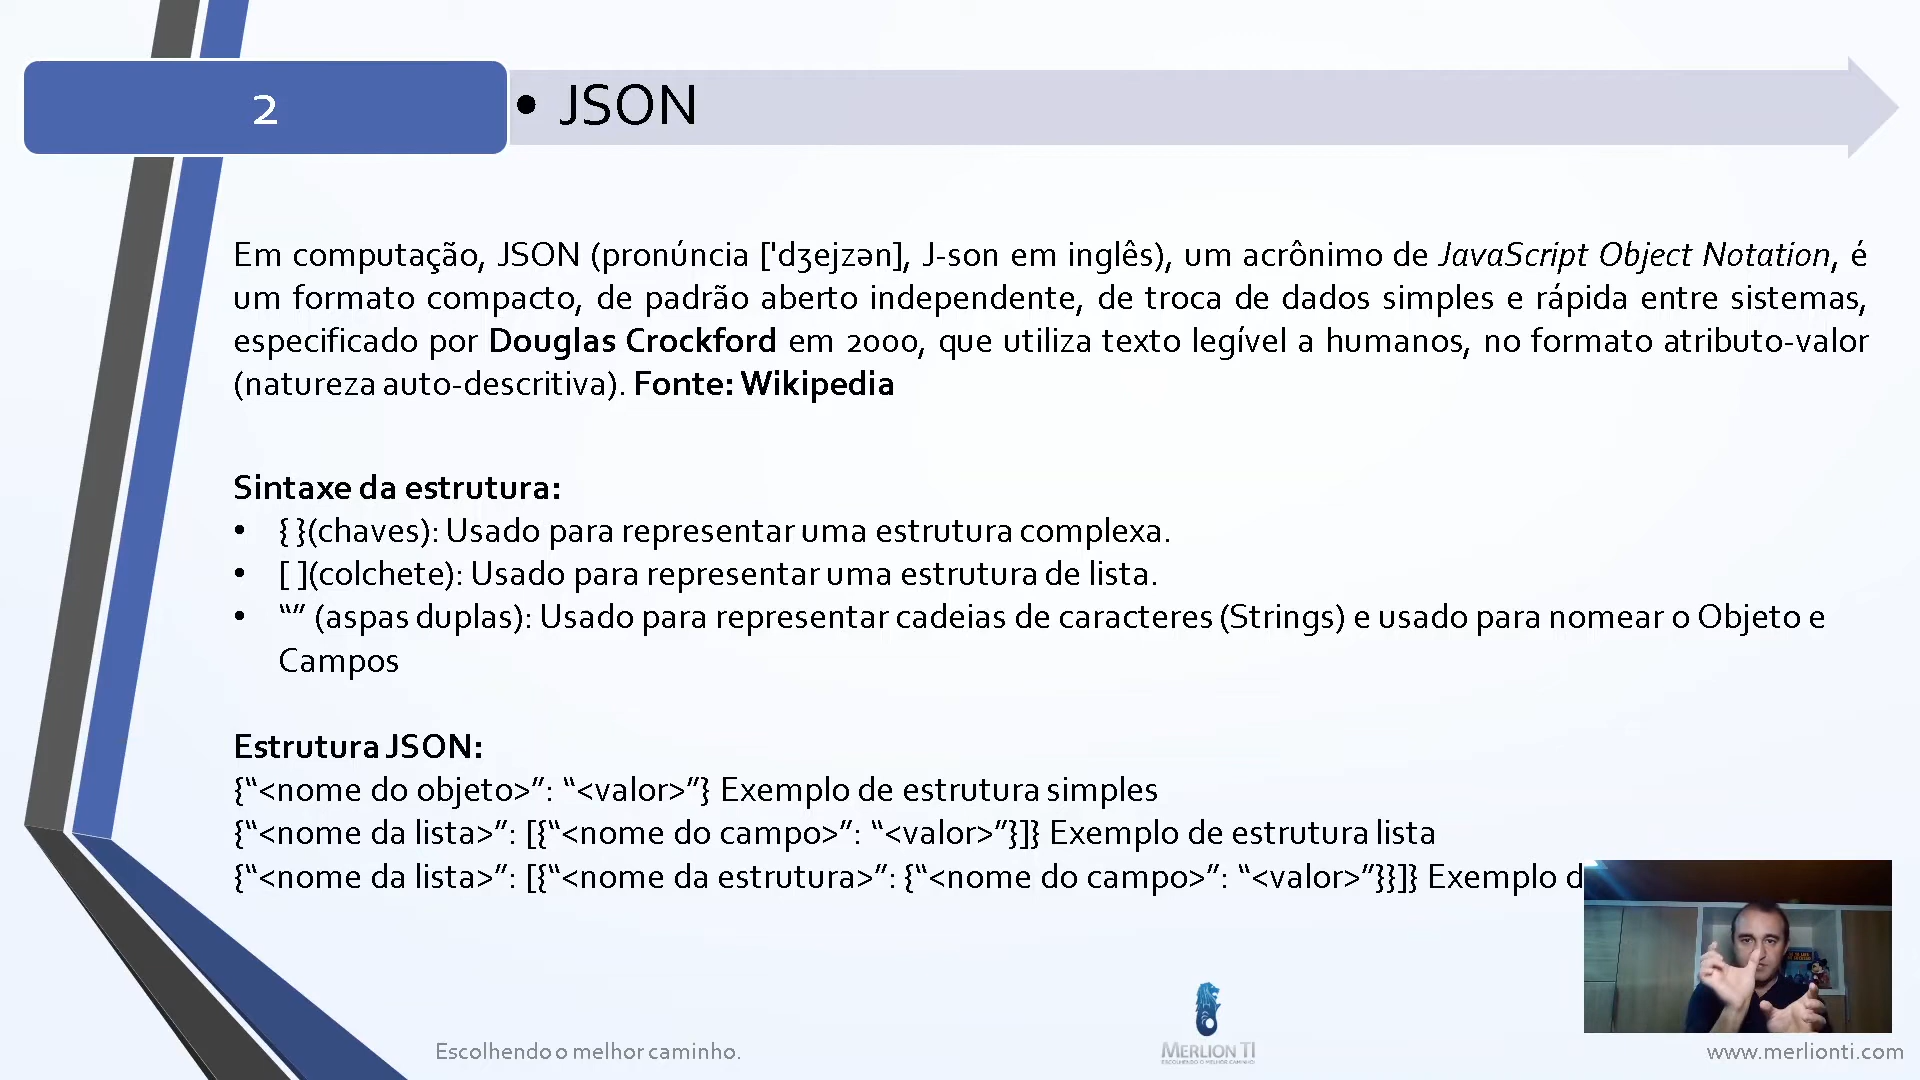 2
• JSON
Em computação, JSON (pronúncia ['dʒejzən], J-son em inglês), um acrônimo de JavaScript Object Notation, é
um formato compacto, de padrão aberto independente, de troca de dados simples e rápida entre sistemas,
especificado por Douglas Crockford em 2000, que utiliza texto legível a humanos, no formato atributo-valor
(natureza auto-descritiva). Fonte: Wikipedia
Sintaxe da estrutura:
• { }(chaves): Usado para representar uma estrutura complexa.
• [ ](colchete): Usado para representar uma estrutura de lista.
• “” (aspas duplas): Usado para representar cadeias de caracteres (Strings) e usado para nomear o Objeto e
Campos
Estrutura JSON:
{“<nome do objeto>”: “<valor>”} Exemplo de estrutura simples
{“<nome da lista>”: [{“<nome do campo>”: “<valor>”}]} Exemplo de estrutura lista
{“<nome da lista>”: [{“<nome da estrutura>”: {“<nome do campo>”: “<valor>”}}]} Exemplo d
Escolhendo o melhor caminho.
MERLION TI
ESCOLHENDO O MELHOR CAMINHO.
www.merlionti.com